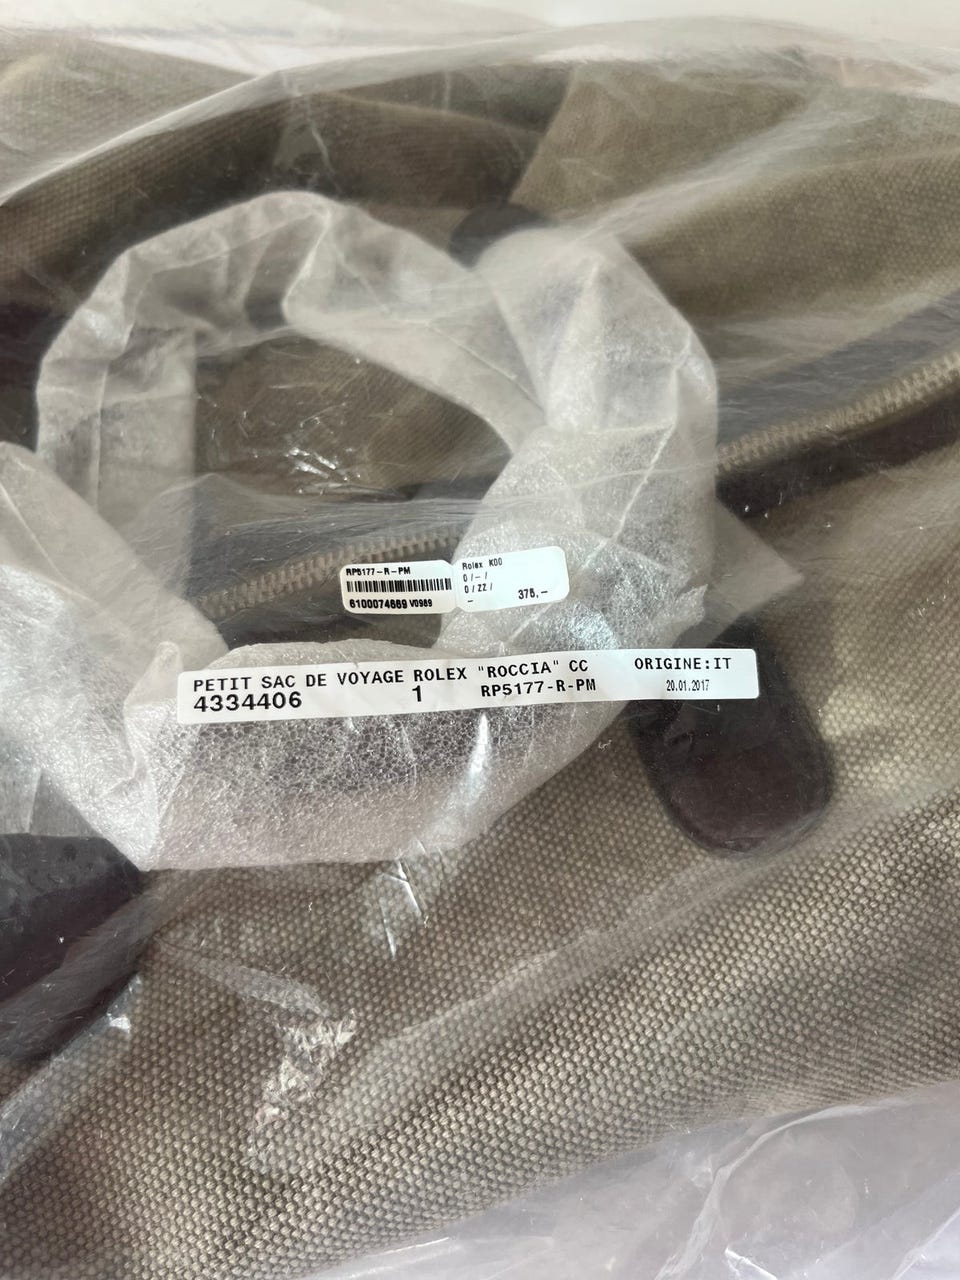 RP5177-R-PM
6100074669 V0989
Rolex K00
0/-/
0/ZZ/
-
375,-
PETIT SAC DE VOYAGE ROLEX "ROCCIA" CC ORIGINE:IT
4334406 1 RP5177-R-PM 20.01.2017